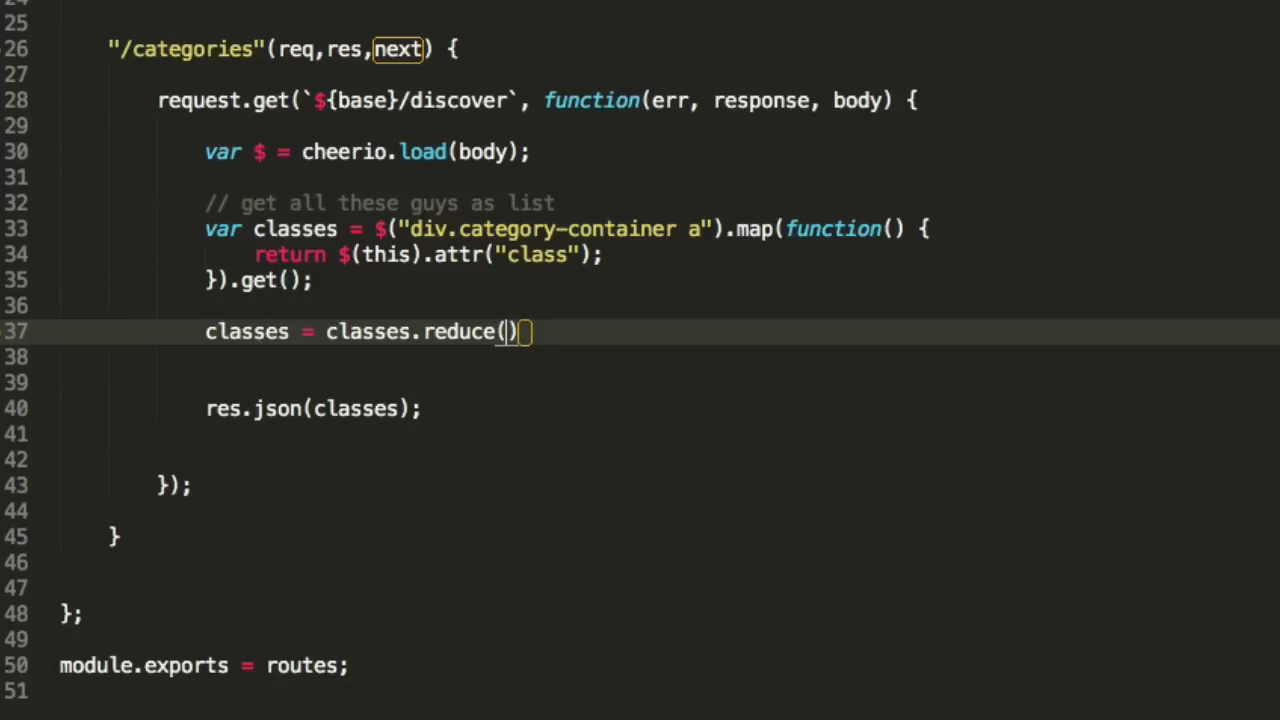 24
25
26 "/categories"(req,res,next) {
27
28 request.get(`${base}/discover`, function(err, response, body) {
29
30 var $ = cheerio.load(body);
31
32 // get all these guys as list
33 var classes = $("div.category-container a").map(function() {
34 return $(this).attr("class");
35 }).get();
36
37 classes = classes.reduce()
38
39
40 res.json(classes);
41
42
43 });
44
45 }
46
47
48 };
49
50 module.exports = routes;
51